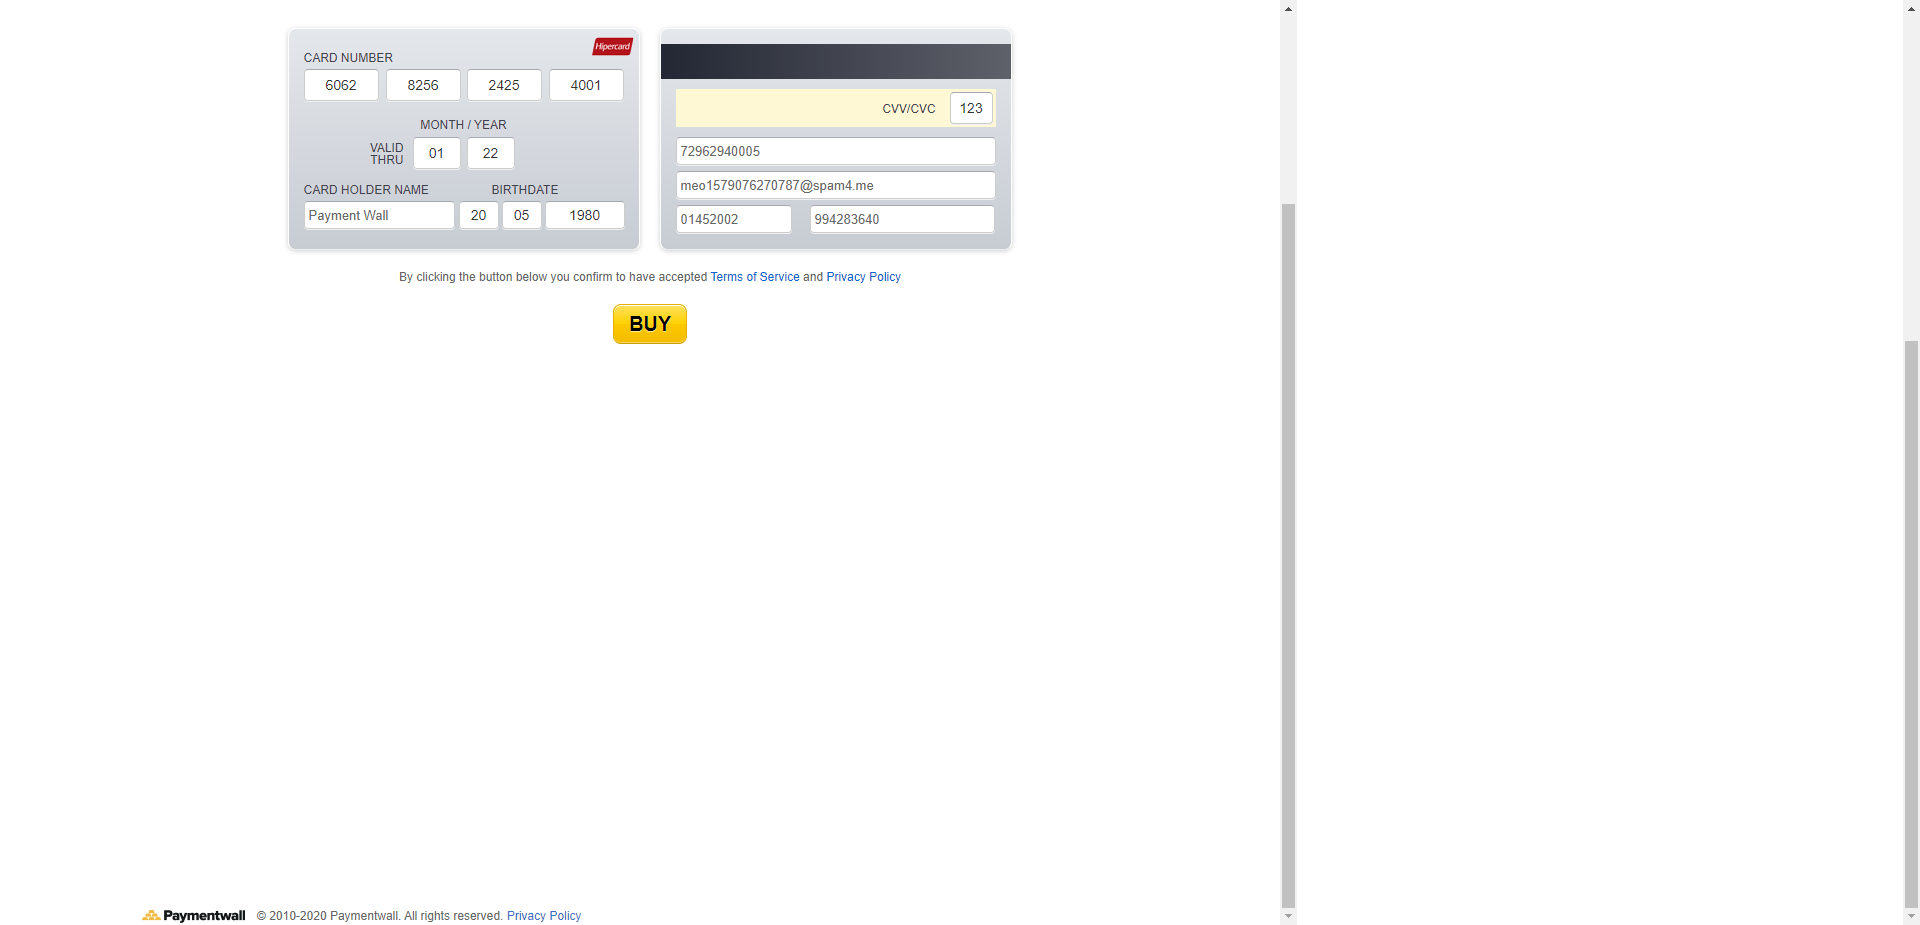 Hipercard
CARD NUMBER
6062 8256 2425 4001
MONTH / YEAR
VALID THRU 01 22
CARD HOLDER NAME BIRTHDATE
Payment Wall 20 05 1980
CVV/CVC 123
72962940005
meo1579076270787@spam4.me
01452002 994283640
By clicking the button below you confirm to have accepted Terms of Service and Privacy Policy
BUY
Paymentwall © 2010-2020 Paymentwall. All rights reserved. Privacy Policy